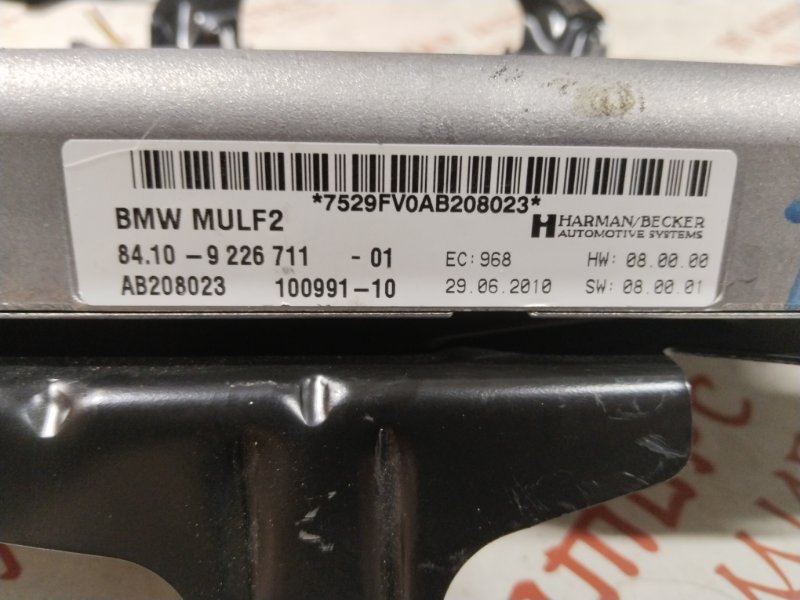 *7529FV0AB208023*
BMW MULF2
HARMAN/BECKER
AUTOMOTIVE SYSTEMS
84.10 - 9 226 711 - 01 EC: 968 HW: 08.00.00
AB208023 100991-10 29.06.2010 SW: 08.00.01